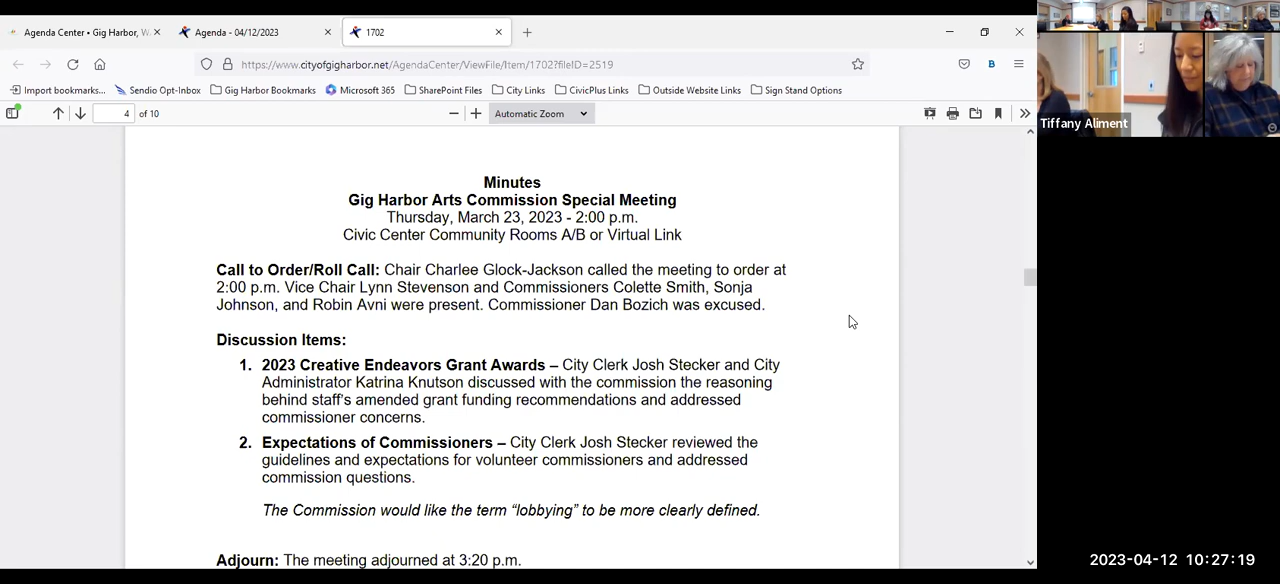 Agenda Center • Gig Harbor, W
Agenda - 04/12/2023
1702
https://www.cityofgigharbor.net/AgendaCenter/ViewFile/Item/1702?fileID=2519
Import bookmarks...
Sendio Opt-Inbox
Gig Harbor Bookmarks
Microsoft 365
SharePoint Files
City Links
CivicPlus Links
Outside Website Links
Sign Stand Options
4 of 10
Automatic Zoom
Tiffany Aliment
Minutes
Gig Harbor Arts Commission Special Meeting
Thursday, March 23, 2023 - 2:00 p.m.
Civic Center Community Rooms A/B or Virtual Link
Call to Order/Roll Call: Chair Charlee Glock-Jackson called the meeting to order at
2:00 p.m. Vice Chair Lynn Stevenson and Commissioners Colette Smith, Sonja
Johnson, and Robin Avni were present. Commissioner Dan Bozich was excused.
Discussion Items:
1. 2023 Creative Endeavors Grant Awards – City Clerk Josh Stecker and City
Administrator Katrina Knutson discussed with the commission the reasoning
behind staff's amended grant funding recommendations and addressed
commissioner concerns.
2. Expectations of Commissioners – City Clerk Josh Stecker reviewed the
guidelines and expectations for volunteer commissioners and addressed
commission questions.
The Commission would like the term “lobbying” to be more clearly defined.
Adjourn: The meeting adjourned at 3:20 p.m.
2023-04-12 10:27:19